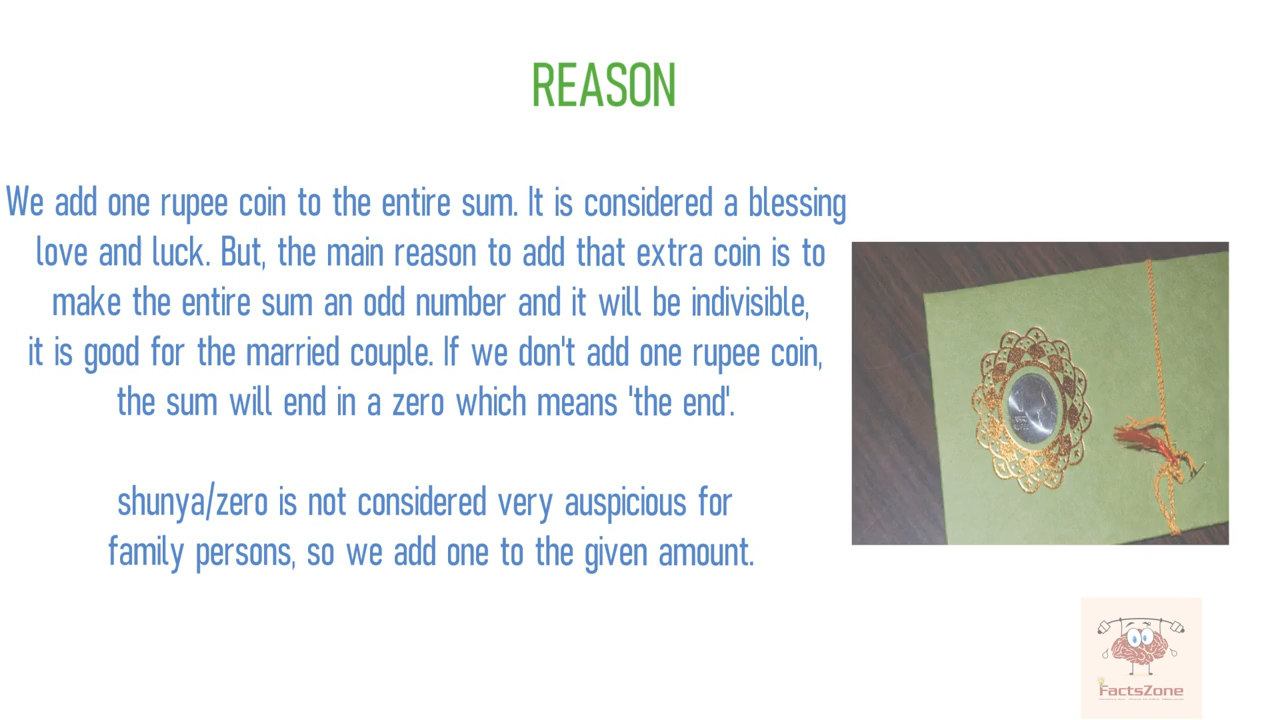 REASON
We add one rupee coin to the entire sum. It is considered a blessing
love and luck. But, the main reason to add that extra coin is to
make the entire sum an odd number and it will be indivisible,
it is good for the married couple. If we don't add one rupee coin,
the sum will end in a zero which means 'the end'.
shunya/zero is not considered very auspicious for
family persons, so we add one to the given amount.
FactsZone